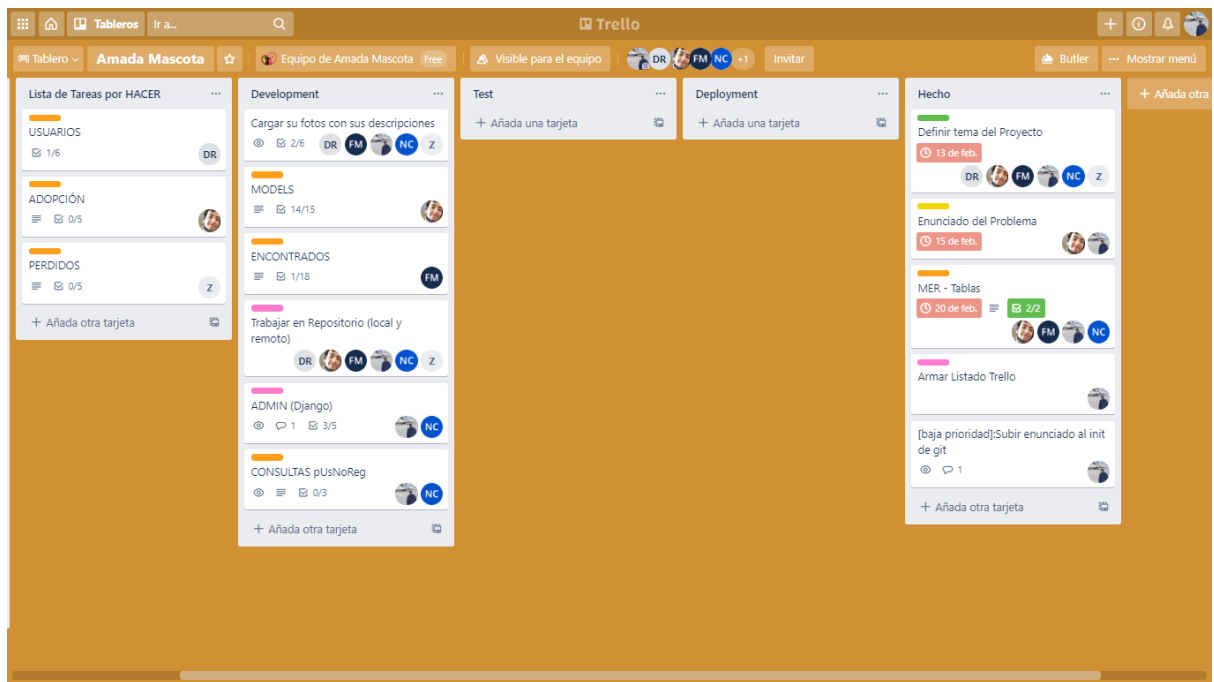 Tableros
Ir a...
Trello
Tablero
Amada Mascota
Equipo de Amada Mascota
Free
Visible para el equipo
DR
FM
NC
+1
Invitar
Butler
... Mostrar menú
Lista de Tareas por HACER
USUARIOS
1/6
DR
ADOPCIÓN
0/5
PERDIDOS
0/5
Z
+ Añada otra tarjeta
Development
Cargar su fotos con sus descripciones
2/6
DR
FM
NC
Z
MODELS
14/15
ENCONTRADOS
1/18
FM
Trabajar en Repositorio (local y
remoto)
DR
FM
NC
Z
ADMIN (Django)
1
3/5
NC
CONSULTAS pUsNoReg
0/3
NC
+ Añada otra tarjeta
Test
+ Añada una tarjeta
Deployment
+ Añada una tarjeta
Hecho
Definir tema del Proyecto
13 de feb.
DR
FM
NC
Z
Enunciado del Problema
15 de feb.
MER - Tablas
20 de feb.
2/2
FM
NC
Armar Listado Trello
[baja prioridad]:Subir enunciado al init
de git
1
+ Añada otra tarjeta
+ Añada otra